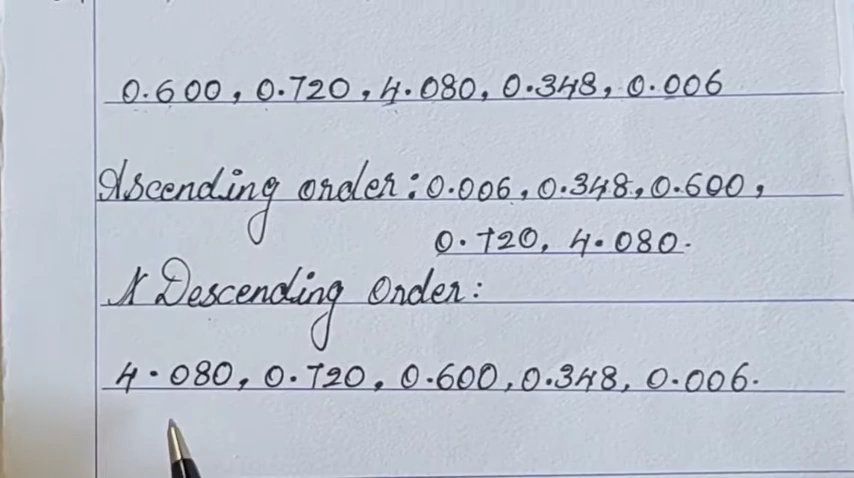 0.600, 0.720, 4.080, 0.348, 0.006
Ascending order: 0.006, 0.348, 0.600,
0.720, 4.080.
Descending order:
4.080, 0.720, 0.600, 0.348, 0.006.